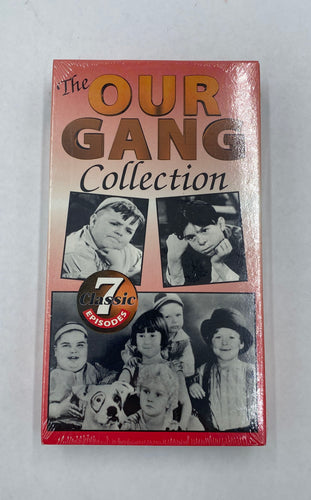 The
OUR
GANG
Collection
7
Classic
EPISODES